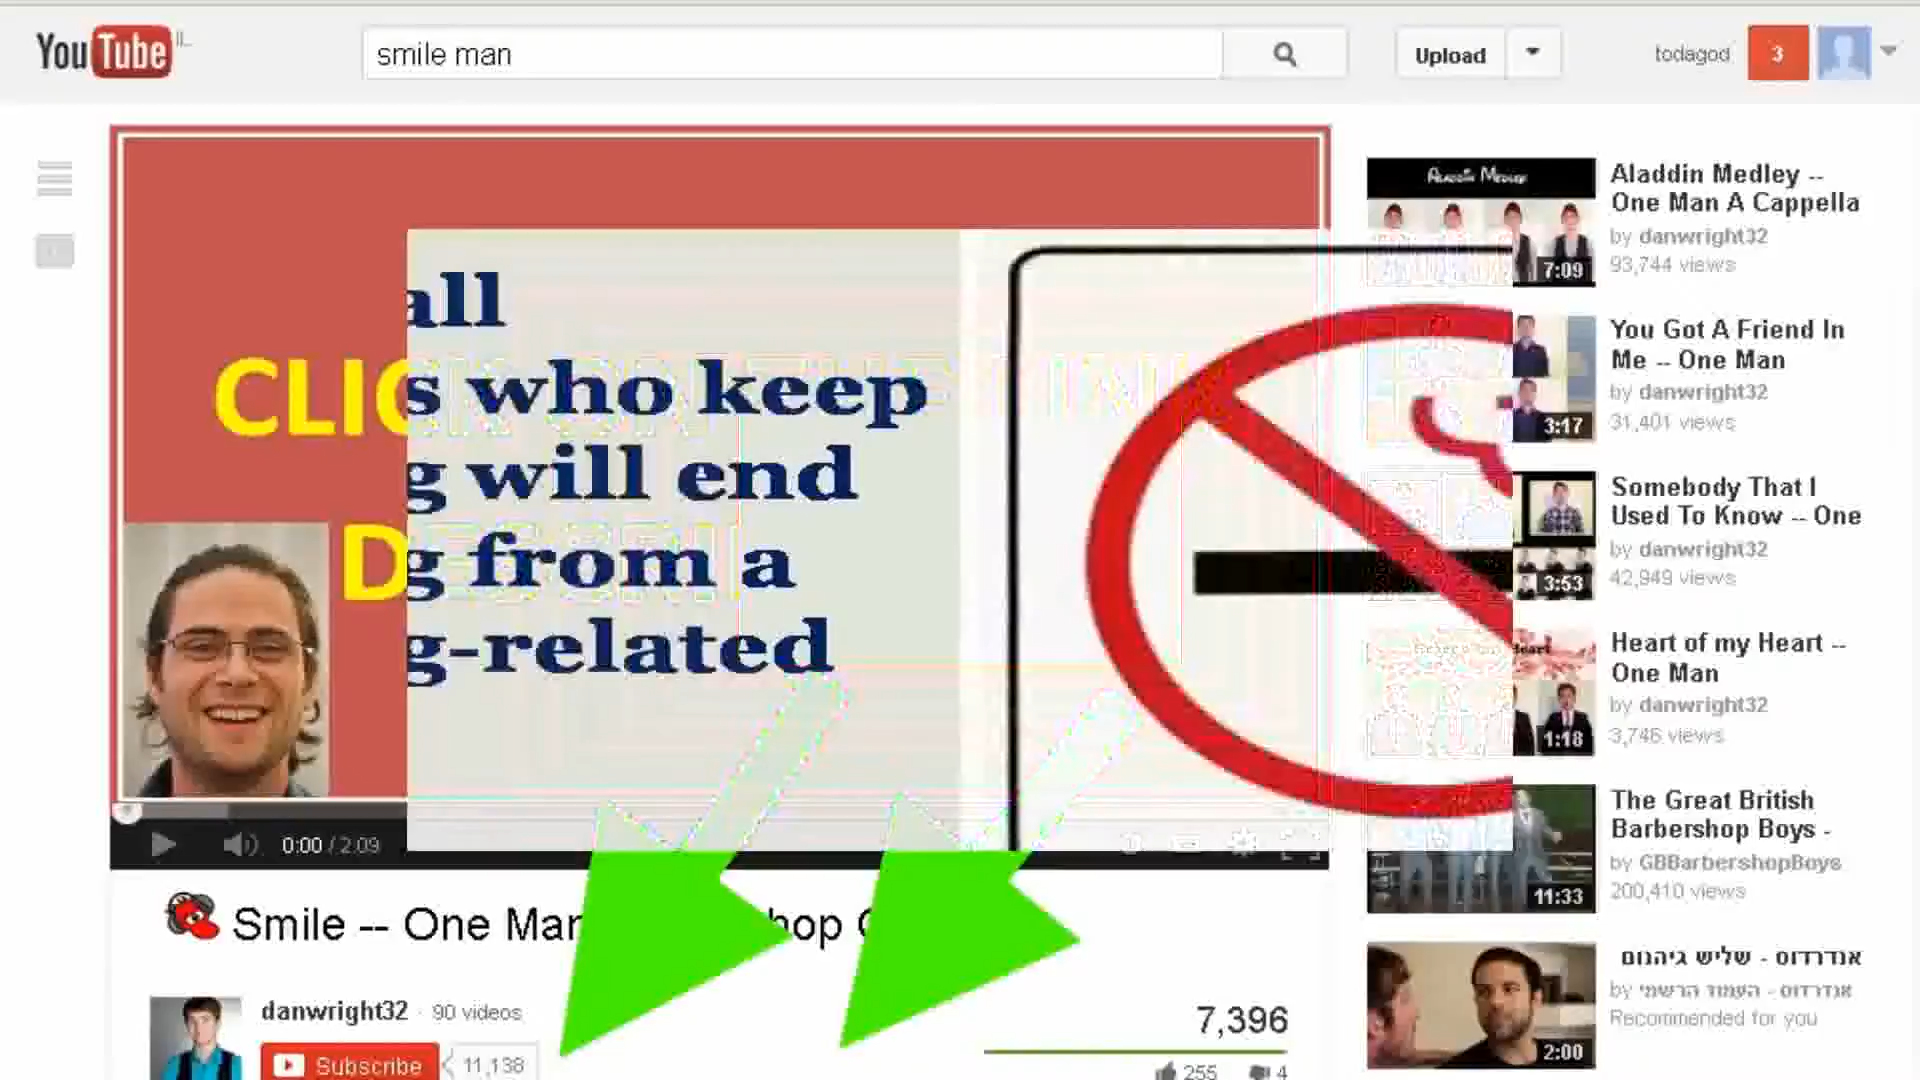 YouTube IL
smile man
Upload
todagod
3
all
CLIC
s who keep
g will end
D
g from a
g-related
0:00 / 2:09
Smile -- One Man
hop
danwright32 · 90 videos
Subscribe
11,138
7,396
255
4
Aladdin Medley
7:09
Aladdin Medley --
One Man A Cappella
by danwright32
93,744 views
3:17
You Got A Friend In
Me -- One Man
by danwright32
31,401 views
3:53
Somebody That I
Used To Know -- One
by danwright32
42,949 views
Heart
1:18
Heart of my Heart --
One Man
by danwright32
3,746 views
11:33
The Great British
Barbershop Boys -
by GBBarbershopBoys
200,410 views
2:00
אנדרדוס - שליש גיהנום
by אנדרדוס - העמוד הרשמי
Recommended for you